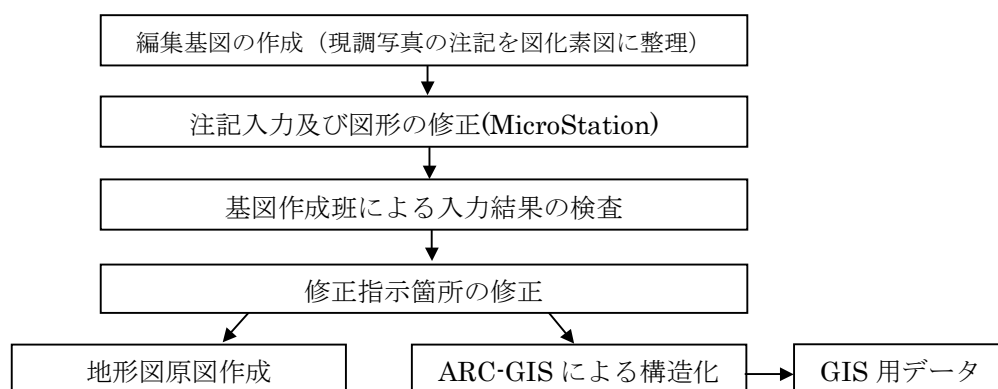 編集基図の作成（現調写真の注記を図化素図に整理）
注記入力及び図形の修正(MicroStation)
基図作成班による入力結果の検査
修正指示箇所の修正
地形図原図作成
ARC-GIS による構造化
GIS 用データ